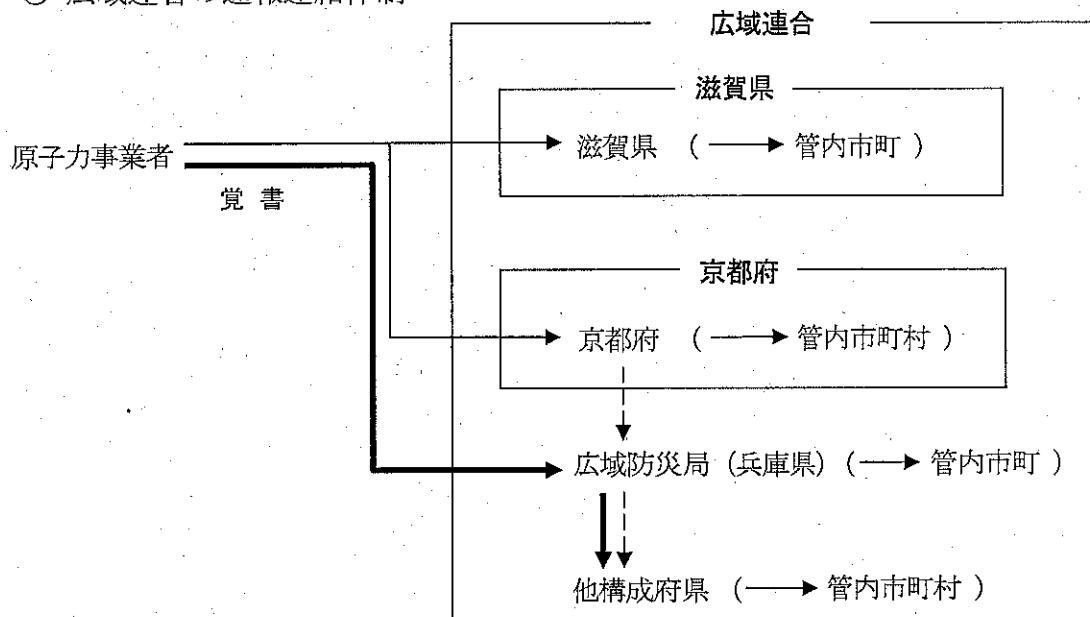 広域連合
滋賀県
滋賀県 ( → 管内市町 )
原子力事業者
覚 書
京都府
京都府 ( → 管内市町村 )
広域防災局 (兵庫県) ( → 管内市町 )
他構成府県 ( → 管内市町村 )